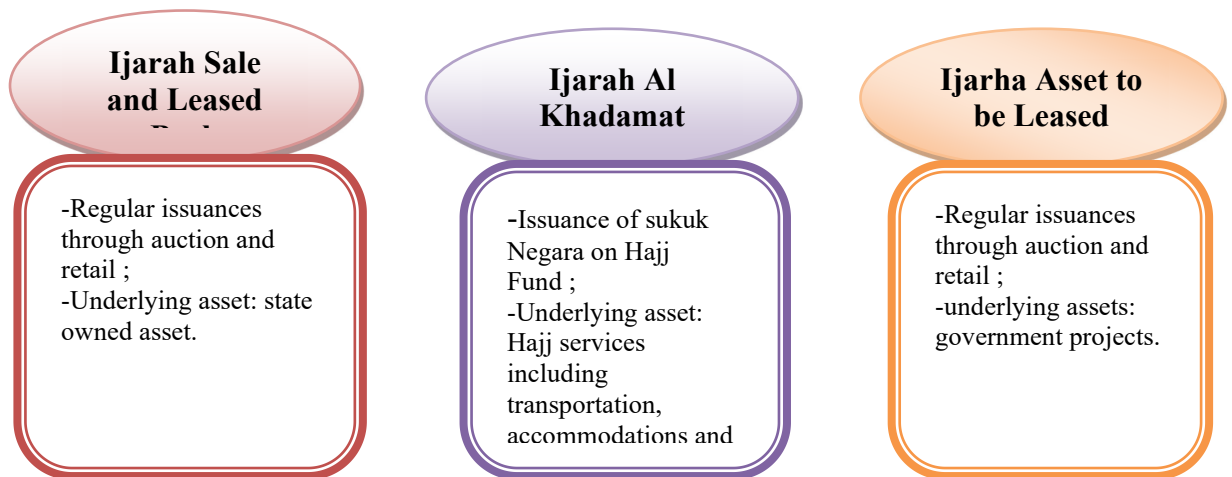 Ijarah Sale
and Leased
-Regular issuances
through auction and
retail ;
-Underlying asset: state
owned asset.
Ijarah Al
Khadamat
-Issuance of sukuk
Negara on Hajj
Fund ;
-Underlying asset:
Hajj services
including
transportation,
accommodations and
Ijarha Asset to
be Leased
-Regular issuances
through auction and
retail ;
-underlying assets:
government projects.